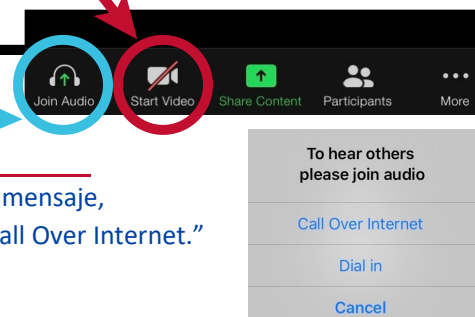 Join Audio Start Video Share Content Participants More
To hear others
please join audio
mensaje,
Call Over Internet
all Over Internet.”
Dial in
Cancel